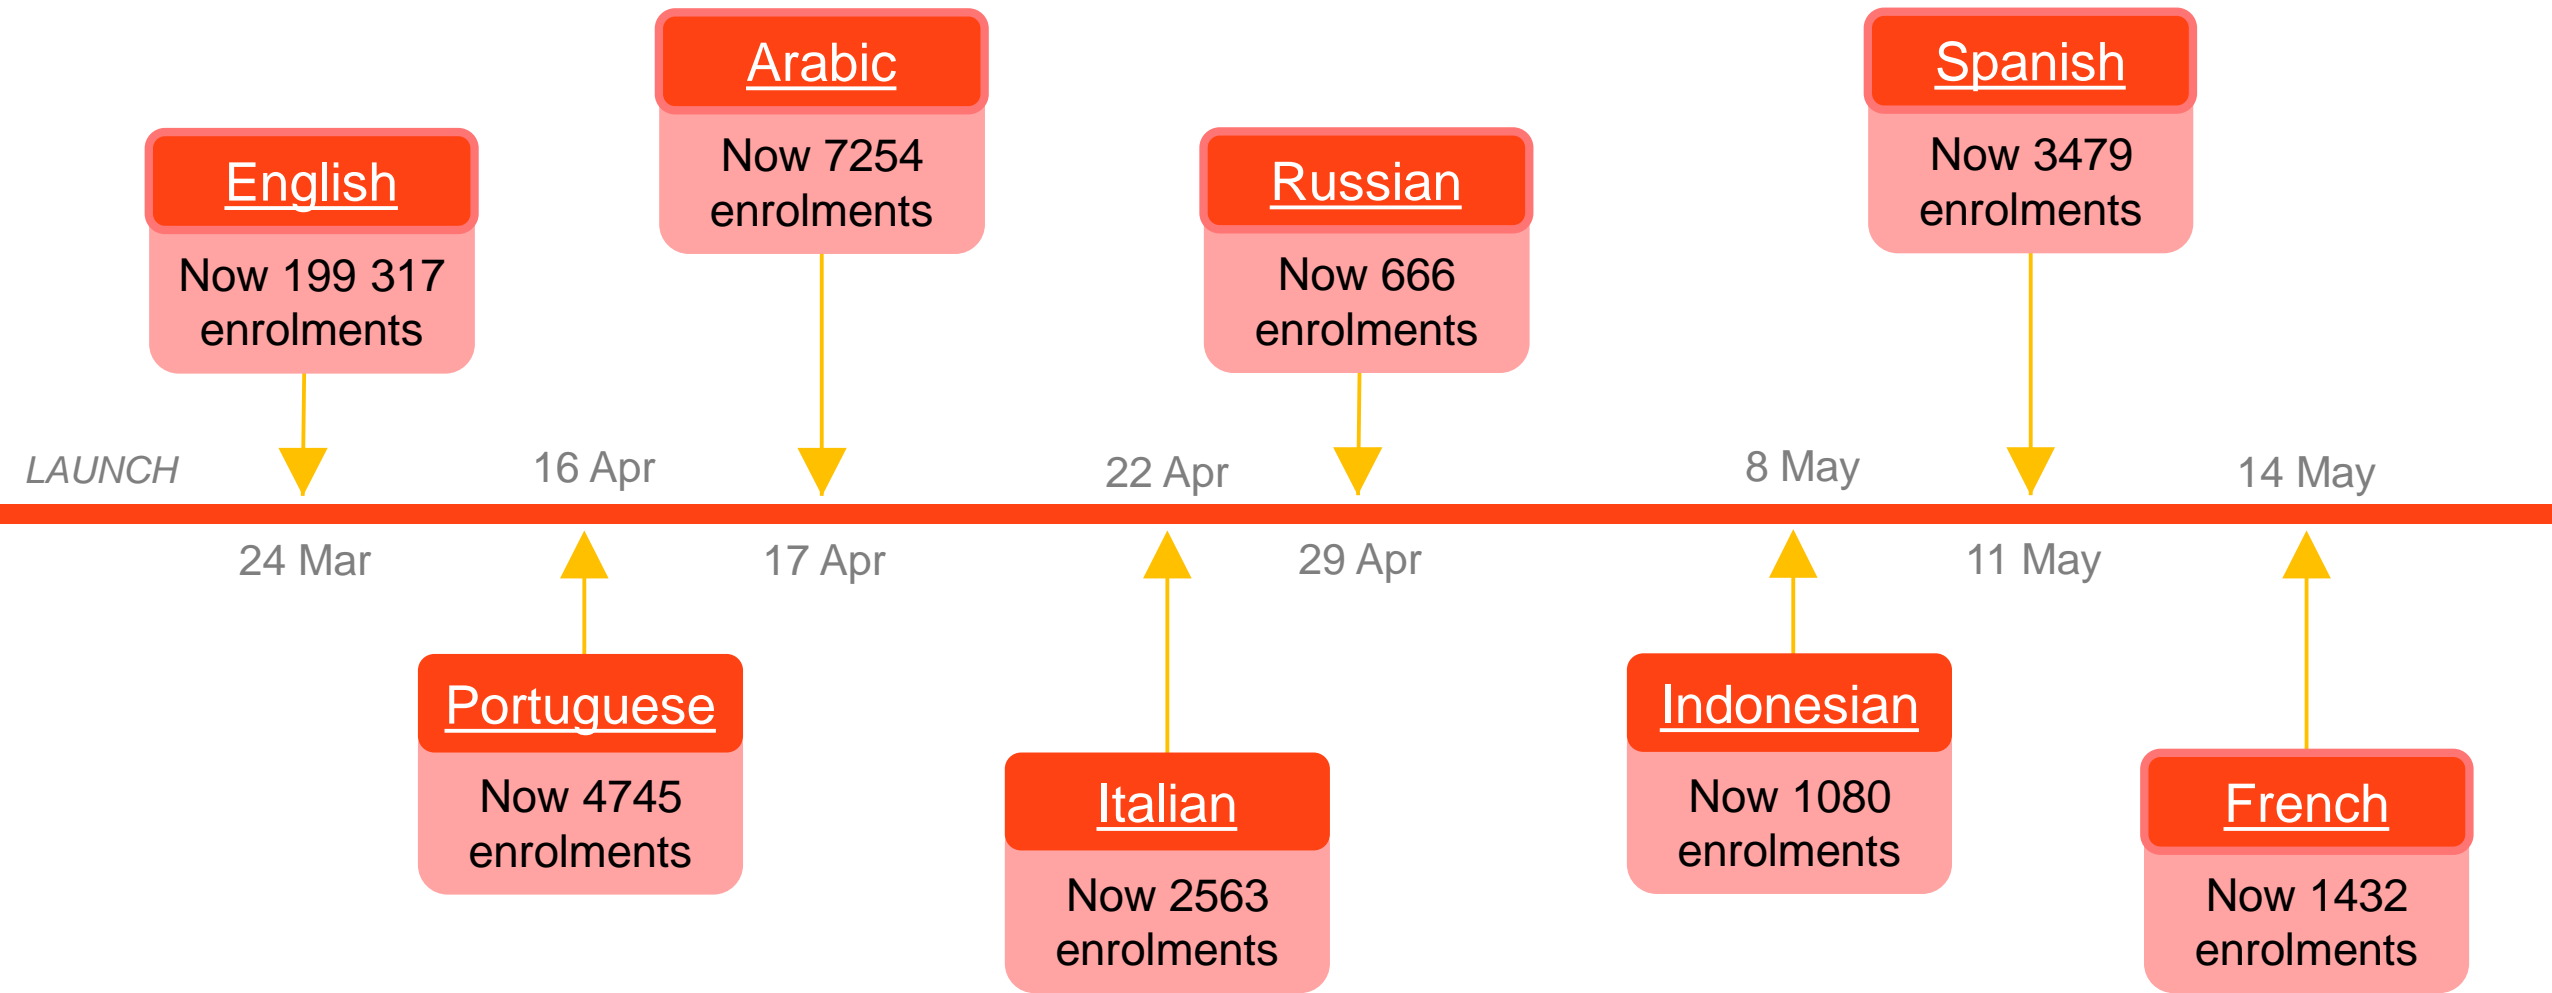 English
Now 199 317
enrolments
Arabic
Now 7254
enrolments
Russian
Now 666
enrolments
Spanish
Now 3479
enrolments
LAUNCH
16 Apr
22 Apr
8 May
14 May
24 Mar
17 Apr
29 Apr
11 May
Portuguese
Now 4745
enrolments
Italian
Now 2563
enrolments
Indonesian
Now 1080
enrolments
French
Now 1432
enrolments